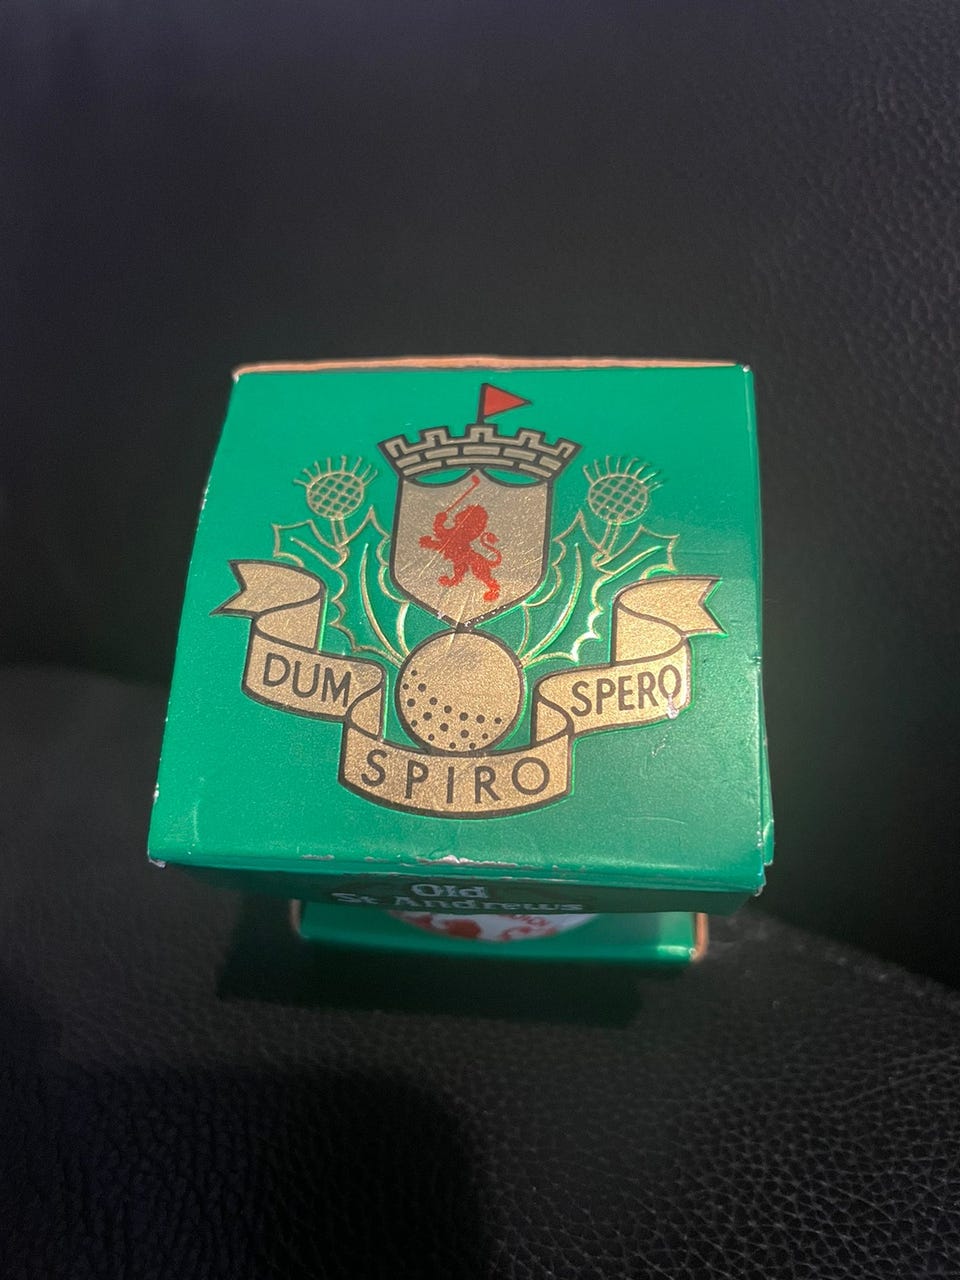 DUM
SPIRO
SPERO
Old
St Andrews